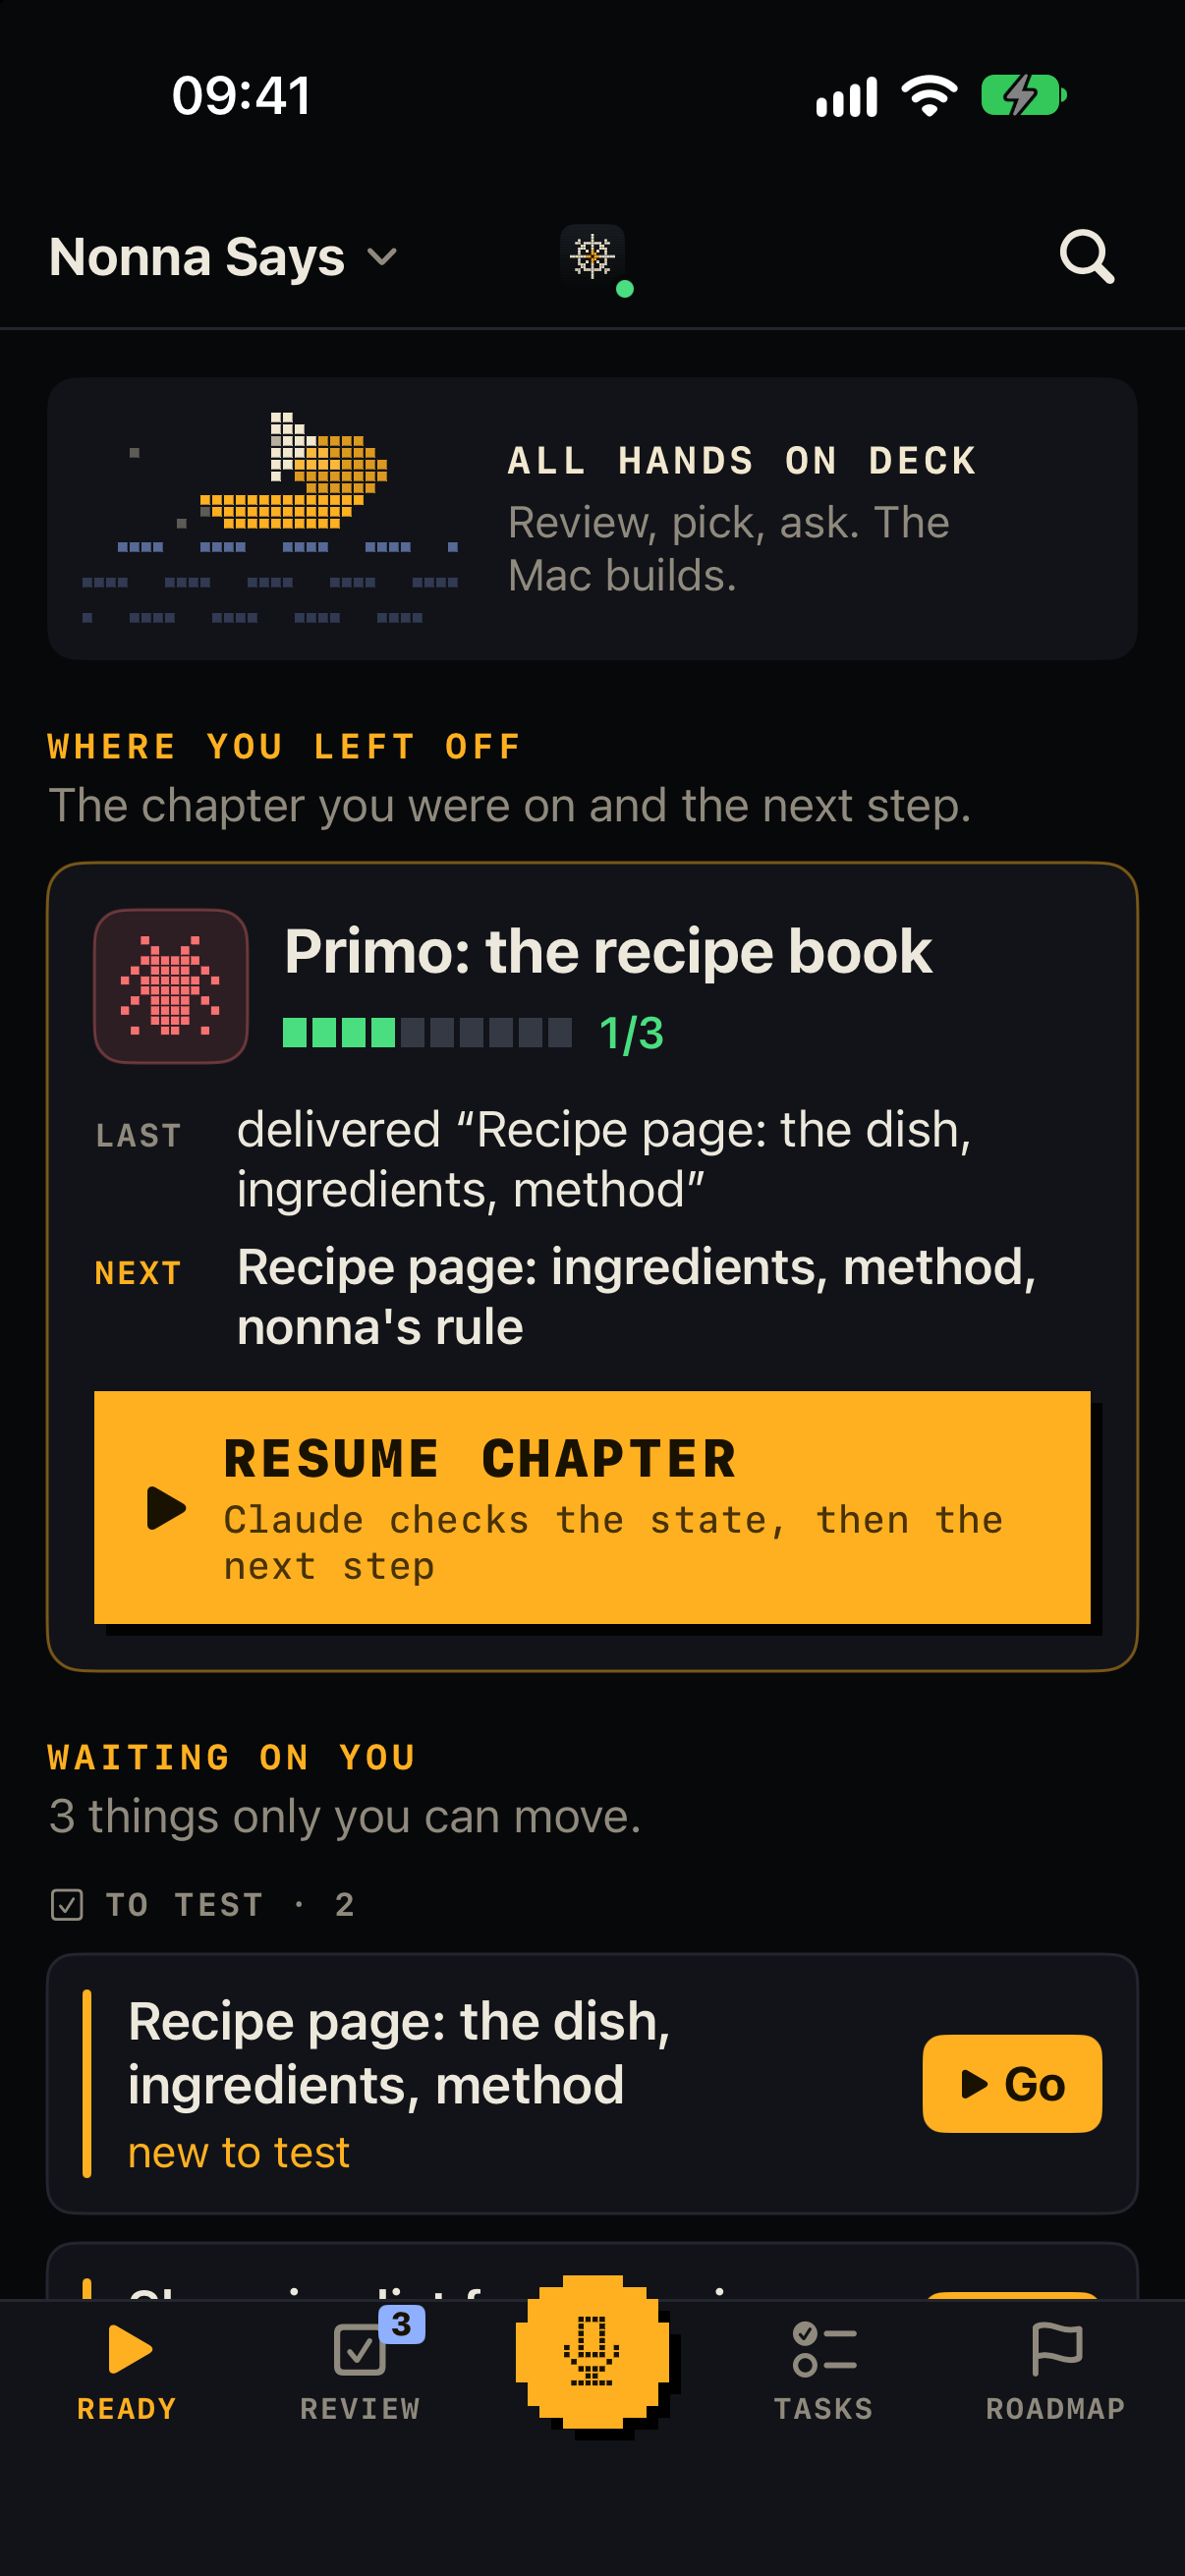 09:41
Nonna Says
ALL HANDS ON DECK
Review, pick, ask. The
Mac builds.
WHERE YOU LEFT OFF
The chapter you were on and the next step.
Primo: the recipe book
1/3
LAST
delivered “Recipe page: the dish,
ingredients, method”
NEXT
Recipe page: ingredients, method,
nonna's rule
RESUME CHAPTER
Claude checks the state, then the
next step
WAITING ON YOU
3 things only you can move.
TO TEST · 2
Recipe page: the dish,
ingredients, method
new to test
Go
3
READY
REVIEW
TASKS
ROADMAP